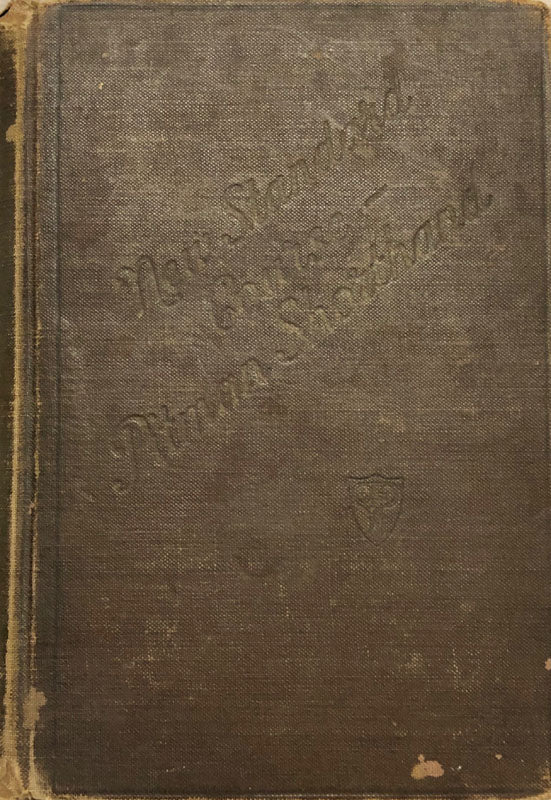 New Standard
Course –
Pitman Shorthand